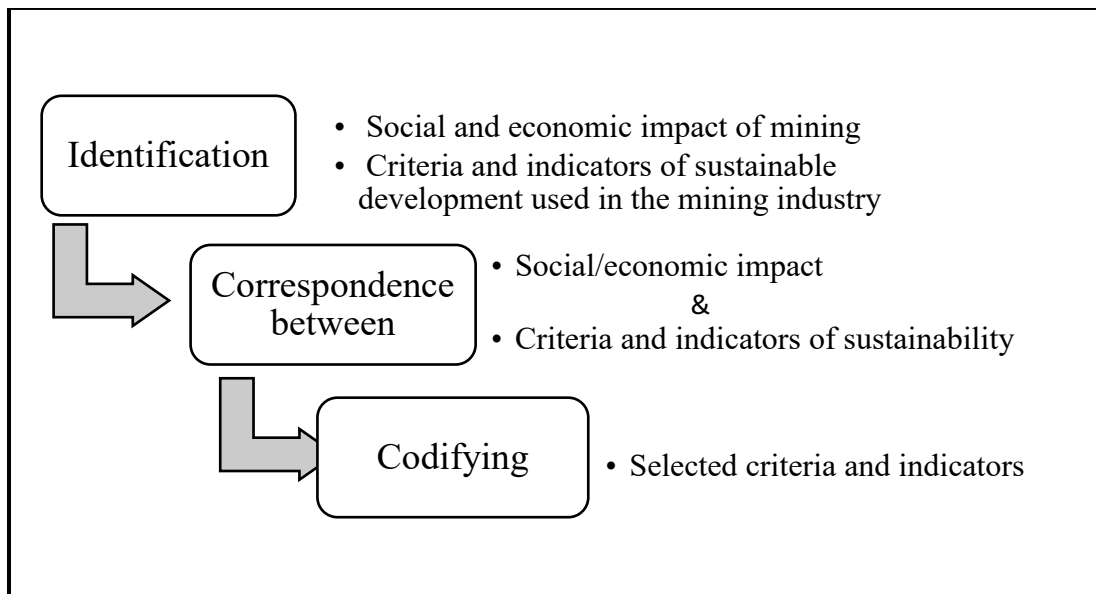 Identification
• Social and economic impact of mining
• Criteria and indicators of sustainable
development used in the mining industry
Correspondence
between
• Social/economic impact
&
• Criteria and indicators of sustainability
Codifying
• Selected criteria and indicators